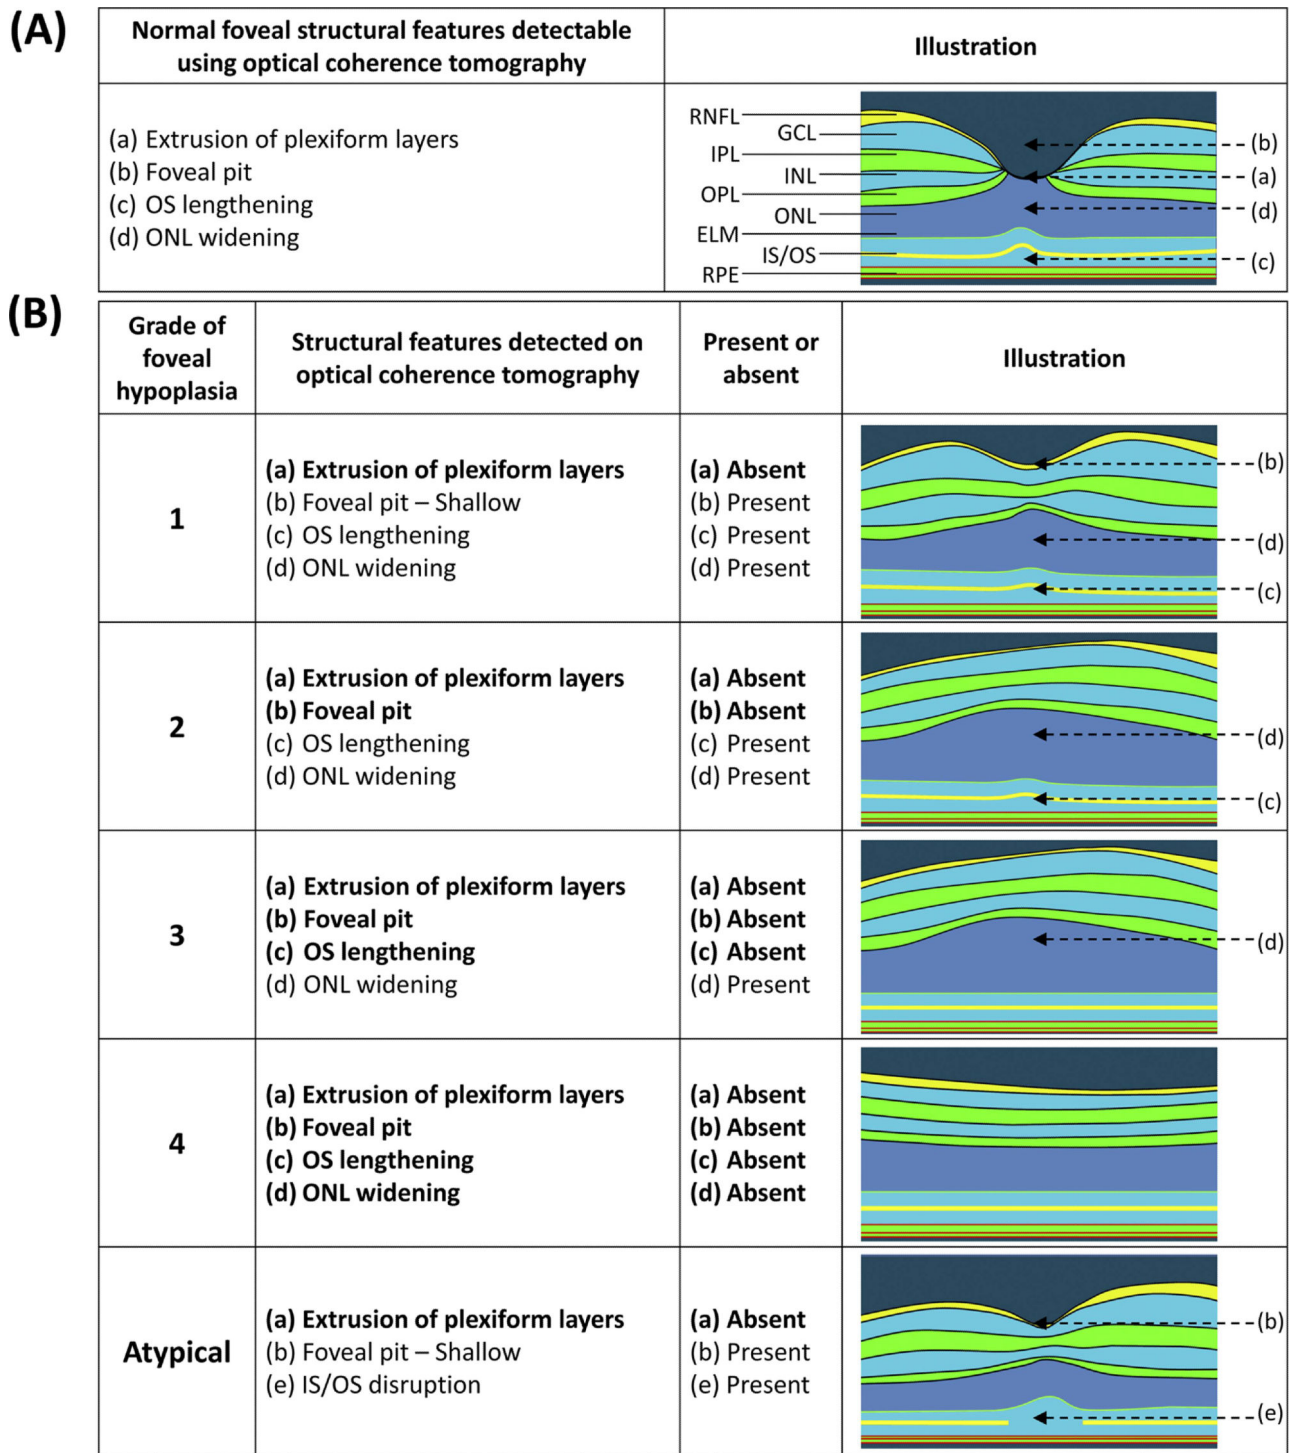 (A)
Normal foveal structural features detectable
using optical coherence tomography
Illustration
(a) Extrusion of plexiform layers
(b) Foveal pit
(c) OS lengthening
(d) ONL widening
RNFL
GCL
IPL
INL
OPL
ONL
ELM
IS/OS
RPE
(b)
(a)
(d)
(c)
(B)
Grade of
foveal
hypoplasia
Structural features detected on
optical coherence tomography
Present or
absent
Illustration
1
(a) Extrusion of plexiform layers
(b) Foveal pit – Shallow
(c) OS lengthening
(d) ONL widening
(a) Absent
(b) Present
(c) Present
(d) Present
(b)
(d)
(c)
2
(a) Extrusion of plexiform layers
(b) Foveal pit
(c) OS lengthening
(d) ONL widening
(a) Absent
(b) Absent
(c) Present
(d) Present
(d)
(c)
3
(a) Extrusion of plexiform layers
(b) Foveal pit
(c) OS lengthening
(d) ONL widening
(a) Absent
(b) Absent
(c) Absent
(d) Present
(d)
4
(a) Extrusion of plexiform layers
(b) Foveal pit
(c) OS lengthening
(d) ONL widening
(a) Absent
(b) Absent
(c) Absent
(d) Absent
Atypical
(a) Extrusion of plexiform layers
(b) Foveal pit – Shallow
(e) IS/OS disruption
(a) Absent
(b) Present
(e) Present
(b)
(e)